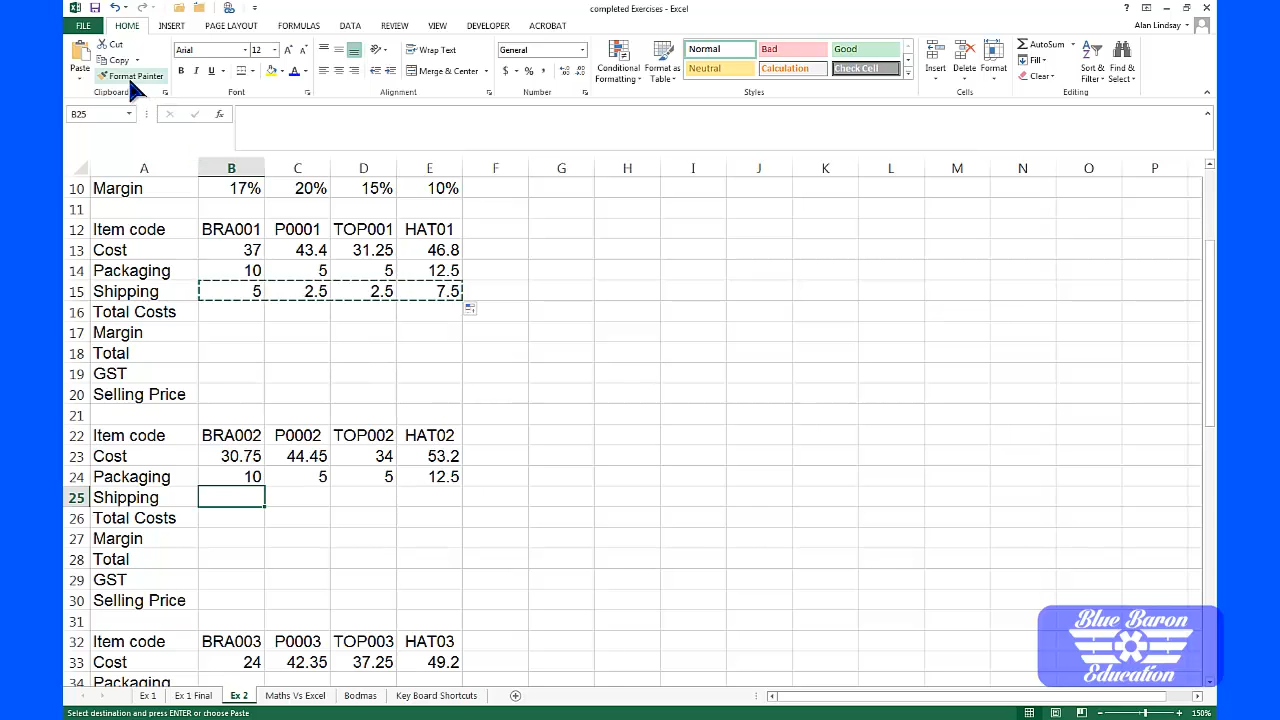 completed Exercises - Excel
?
FILE HOME INSERT PAGE LAYOUT FORMULAS DATA REVIEW VIEW DEVELOPER ACROBAT
Alan Lindsay
Paste
Cut
Copy
Format Painter
Clipboard
Arial 12
B I U
Font
Wrap Text
Merge & Center
Alignment
General
$ % ,
Number
Conditional Formatting
Format as Table
Normal Bad Good
Neutral Calculation Check Cell
Styles
Insert Delete Format
Cells
AutoSum
Fill
Clear
Sort & Filter
Find & Select
Editing
B25
fx
A B C D E F G H I J K L M N O P
10 Margin 17% 20% 15% 10%
11
12 Item code BRA001 P0001 TOP001 HAT01
13 Cost 37 43.4 31.25 46.8
14 Packaging 10 5 5 12.5
15 Shipping 5 2.5 2.5 7.5
16 Total Costs
17 Margin
18 Total
19 GST
20 Selling Price
21
22 Item code BRA002 P0002 TOP002 HAT02
23 Cost 30.75 44.45 34 53.2
24 Packaging 10 5 5 12.5
25 Shipping
26 Total Costs
27 Margin
28 Total
29 GST
30 Selling Price
31
32 Item code BRA003 P0003 TOP003 HAT03
33 Cost 24 42.35 37.25 49.2
34 Packaging
Blue Baron
Education
Ex 1 Ex 1 Final Ex 2 Maths Vs Excel Bodmas Key Board Shortcuts
Select destination and press ENTER or choose Paste
150%